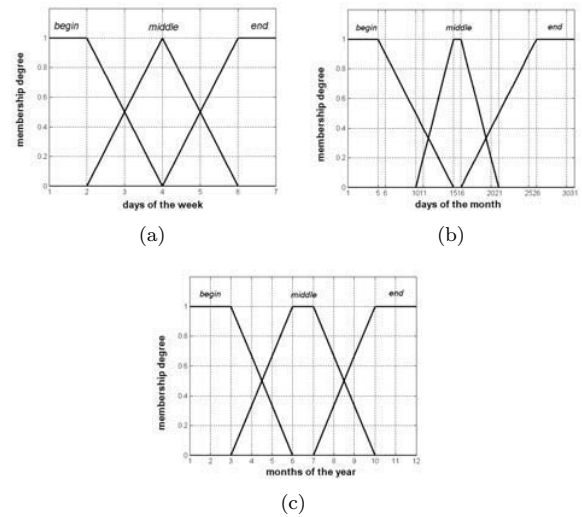 begin middle end
1
0.8
0.6
0.4
0.2
0
membership degree
1 2 3 4 5 6 7
days of the week
(a)
begin middle end
1
0.8
0.6
0.4
0.2
0
membership degree
1 5 6 1011 1516 2021 2526 3031
days of the month
(b)
begin middle end
1
0.8
0.6
0.4
0.2
0
membership degree
1 2 3 4 5 6 7 8 9 10 11 12
months of the year
(c)